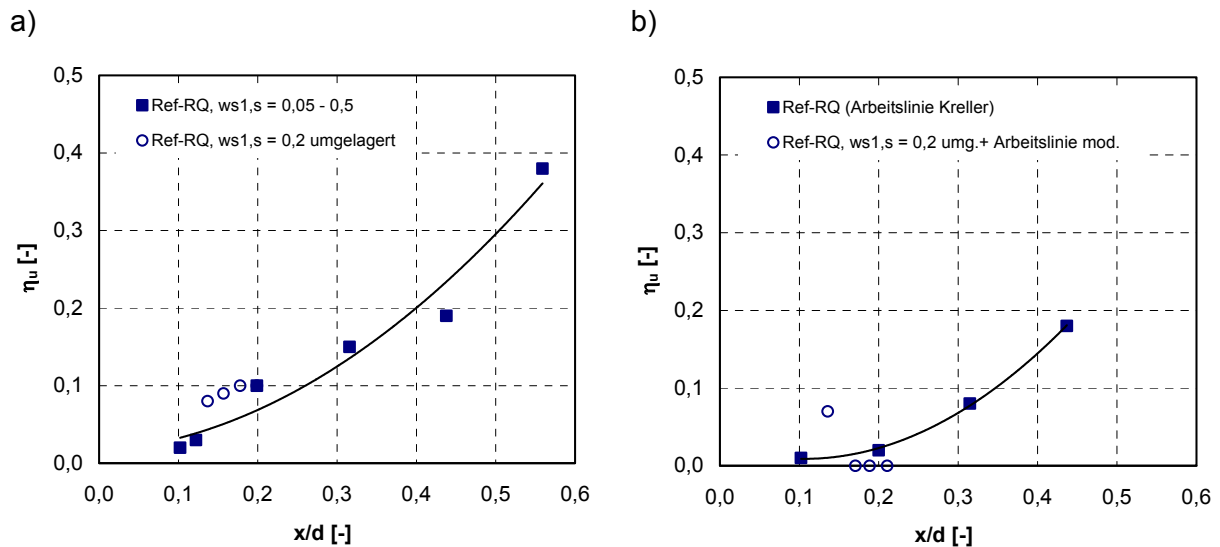 a)
0,5
0,4
0,3
0,2
0,1
0,0
ηu [-]
Ref-RQ, ws1,s = 0,05 - 0,5
Ref-RQ, ws1,s = 0,2 umgelagert
0,0 0,1 0,2 0,3 0,4 0,5 0,6
x/d [-]
b)
0,5
0,4
0,3
0,2
0,1
0,0
ηu [-]
Ref-RQ (Arbeitslinie Kreller)
Ref-RQ, ws1,s = 0,2 umg.+ Arbeitslinie mod.
0,0 0,1 0,2 0,3 0,4 0,5 0,6
x/d [-]